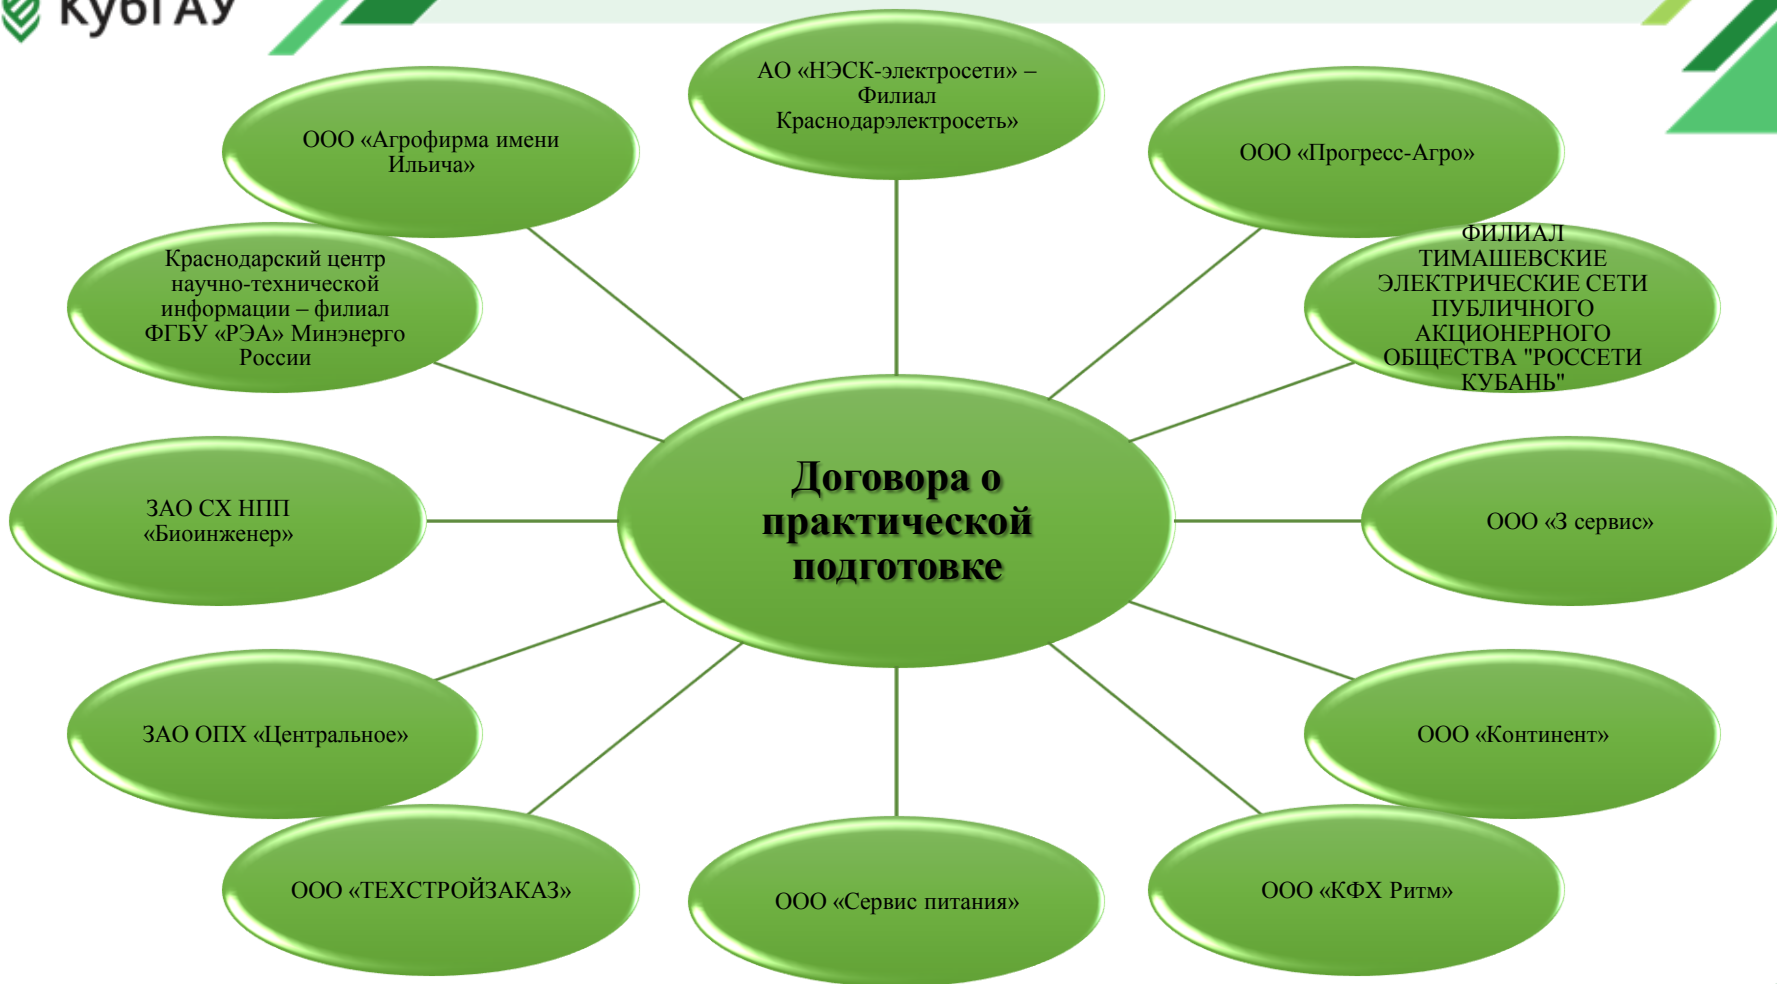 КубГАУ
АО «НЭСК-электросети» –
Филиал
Краснодарэлектросеть»
ООО «Агрофирма имени
Ильича»
ООО «Прогресс-Агро»
Краснодарский центр
научно-технической
информации – филиал
ФГБУ «РЭА» Минэнерго
России
ФИЛИАЛ
ТИМАШЕВСКИЕ
ЭЛЕКТРИЧЕСКИЕ СЕТИ
ПУБЛИЧНОГО
АКЦИОНЕРНОГО
ОБЩЕСТВА "РОССЕТИ
КУБАНЬ"
ЗАО СХ НПП
«Биоинженер»
Договора о
практической
подготовке
ООО «З сервис»
ЗАО ОПХ «Центральное»
ООО «Континент»
ООО «ТЕХСТРОЙЗАКАЗ»
ООО «Сервис питания»
ООО «КФХ Ритм»